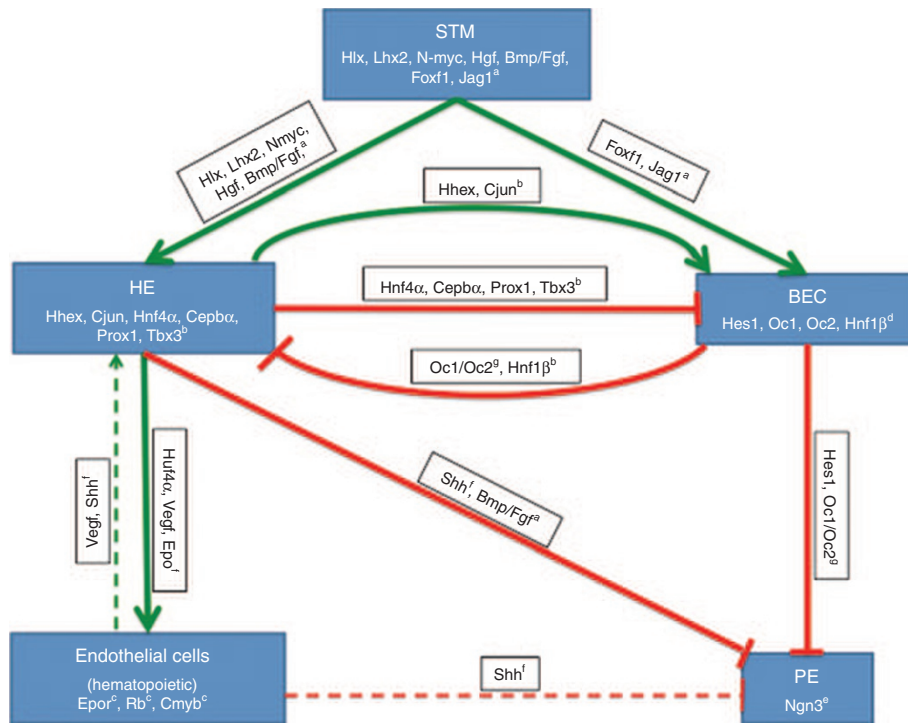 STM
Hlx, Lhx2, N-myc, Hgf, Bmp/Fgf,
Foxf1, Jag1ᵃ
Hlx, Lhx2, Nmyc,
Hgf, Bmp/Fgf,ᵃ
Foxf1, Jag1ᵃ
Hhex, Cjunᵇ
HE
Hhex, Cjun, Hnf4α, Cepbα,
Prox1, Tbx3ᵇ
Hnf4α, Cepbα, Prox1, Tbx3ᵇ
BEC
Hes1, Oc1, Oc2, Hnf1βᵈ
Oc1/Oc2ᵍ, Hnf1βᵇ
Vegf, Shhᶠ
Huf4α, Vegf,
Epoᶠ
Shhᶠ, Bmp/Fgfᵃ
Hes1, Oc1/Oc2ᵍ
Endothelial cells
(hematopoietic)
Eporᶜ, Rbᶜ, Cmybᶜ
Shhᶠ
PE
Ngn3ᵉ